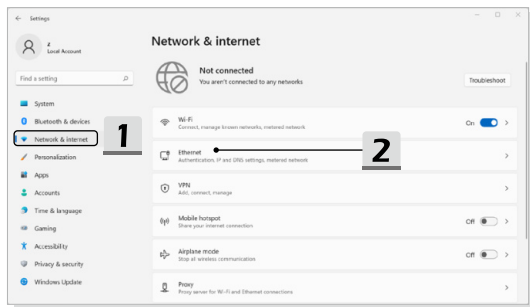 Settings
z
Local Account
Find a setting
System
Bluetooth & devices
Network & internet
Personalization
Apps
Accounts
Time & language
Gaming
Accessibility
Privacy & security
Windows Update
1
Network & internet
Not connected
You aren't connected to any networks
Troubleshoot
Wi-Fi
Connect, manage known networks, metered network
On
Ethernet
Authentication, IP and DNS settings, metered network
2
VPN
Add, connect, manage
Mobile hotspot
Share your internet connection
Off
Airplane mode
Stop all wireless communication
Off
Proxy
Proxy server for Wi-Fi and Ethernet connections